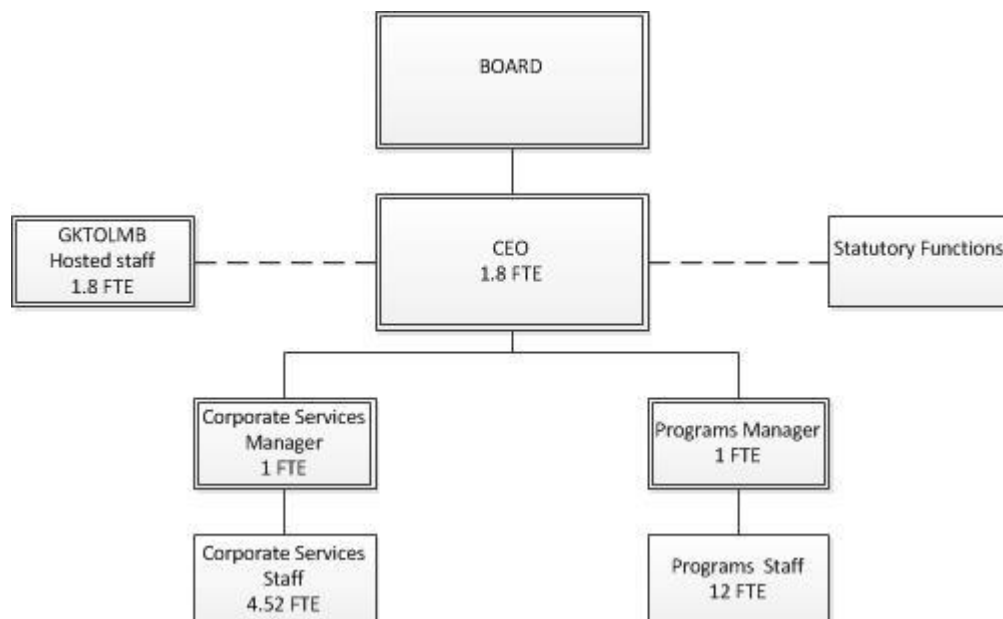 BOARD
GKTOLMB
Hosted staff
1.8 FTE
CEO
1.8 FTE
Statutory Functions
Corporate Services
Manager
1 FTE
Programs Manager
1 FTE
Corporate Services
Staff
4.52 FTE
Programs Staff
12 FTE